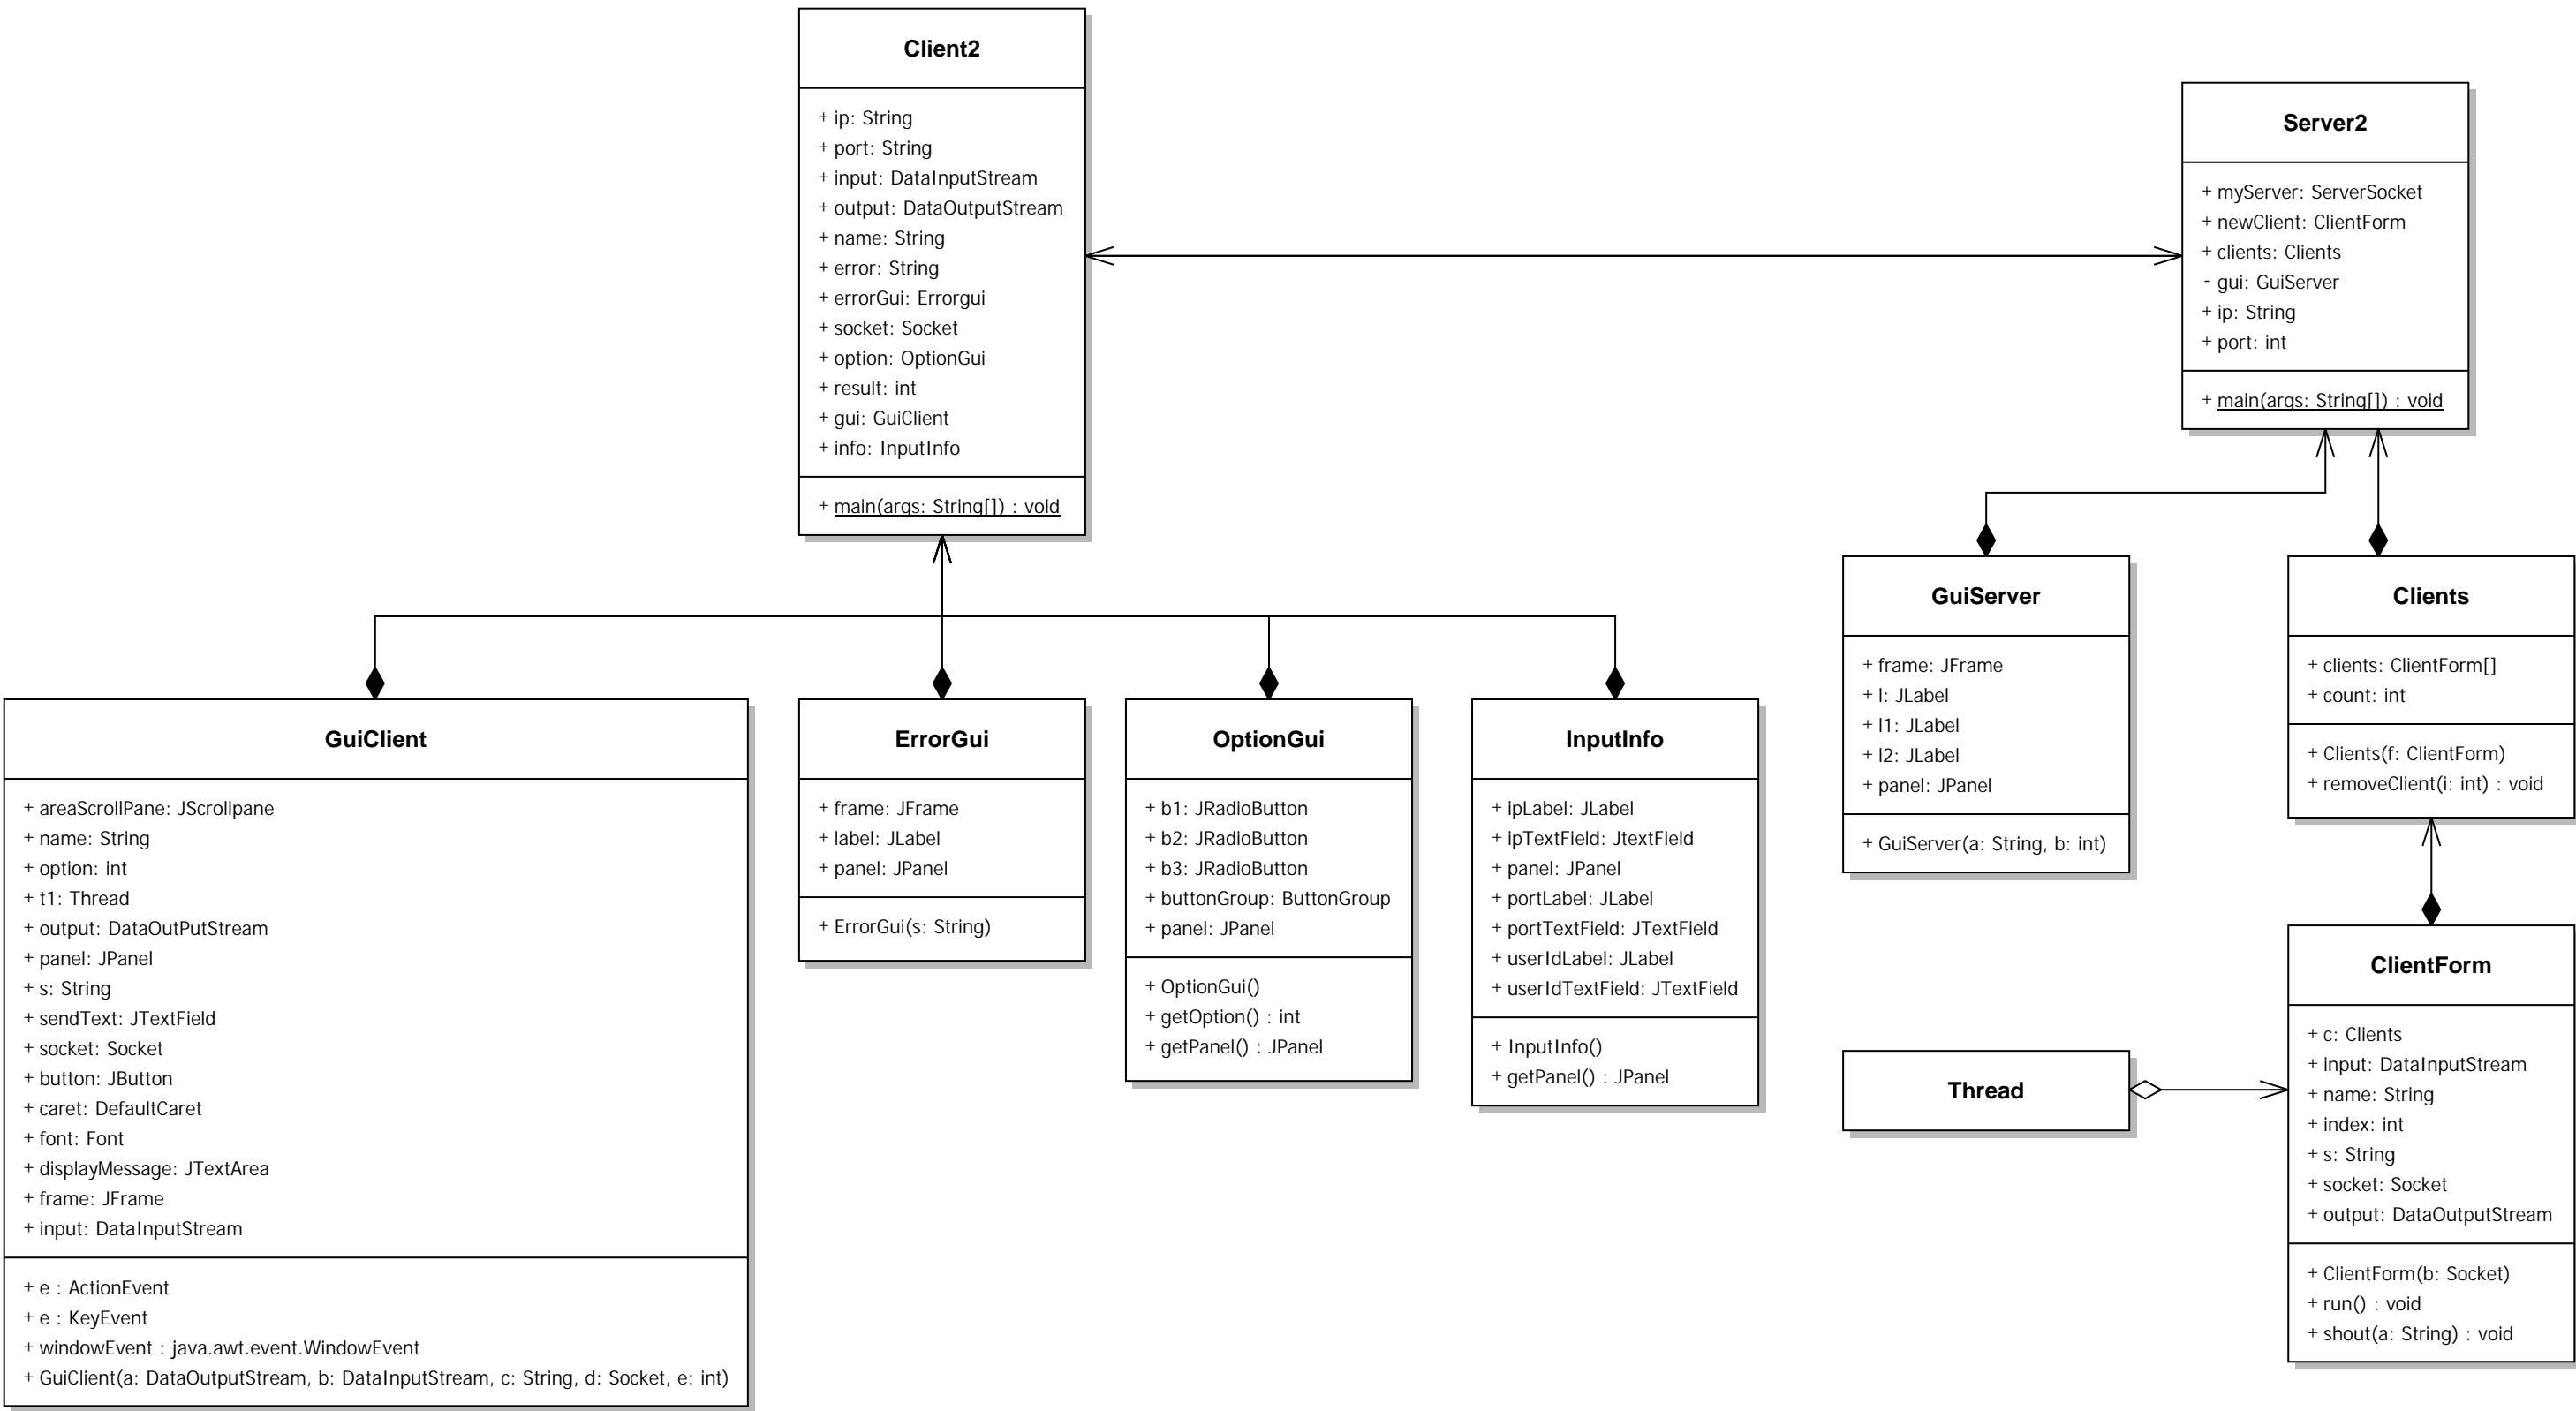 Client2
+ ip: String
+ port: String
+ input: DataInputStream
+ output: DataOutputStream
+ name: String
+ error: String
+ errorGui: Errorgui
+ socket: Socket
+ option: OptionGui
+ result: int
+ gui: GuiClient
+ info: InputInfo
+ main(args: String[]) : void
Server2
+ myServer: ServerSocket
+ newClient: ClientForm
+ clients: Clients
- gui: GuiServer
+ ip: String
+ port: int
+ main(args: String[]) : void
GuiClient
+ areaScrollPane: JScrollpane
+ name: String
+ option: int
+ t1: Thread
+ output: DataOutPutStream
+ panel: JPanel
+ s: String
+ sendText: JTextField
+ socket: Socket
+ button: JButton
+ caret: DefaultCaret
+ font: Font
+ displayMessage: JTextArea
+ frame: JFrame
+ input: DataInputStream
+ e : ActionEvent
+ e : KeyEvent
+ windowEvent : java.awt.event.WindowEvent
+ GuiClient(a: DataOutputStream, b: DataInputStream, c: String, d: Socket, e: int)
ErrorGui
+ frame: JFrame
+ label: JLabel
+ panel: JPanel
+ ErrorGui(s: String)
OptionGui
+ b1: JRadioButton
+ b2: JRadioButton
+ b3: JRadioButton
+ buttonGroup: ButtonGroup
+ panel: JPanel
+ OptionGui()
+ getOption() : int
+ getPanel() : JPanel
InputInfo
+ ipLabel: JLabel
+ ipTextField: JtextField
+ panel: JPanel
+ portLabel: JLabel
+ portTextField: JTextField
+ userIdLabel: JLabel
+ userIdTextField: JTextField
+ InputInfo()
+ getPanel() : JPanel
GuiServer
+ frame: JFrame
+ l: JLabel
+ l1: JLabel
+ l2: JLabel
+ panel: JPanel
+ GuiServer(a: String, b: int)
Clients
+ clients: ClientForm[]
+ count: int
+ Clients(f: ClientForm)
+ removeClient(i: int) : void
Thread
ClientForm
+ c: Clients
+ input: DataInputStream
+ name: String
+ index: int
+ s: String
+ socket: Socket
+ output: DataOutputStream
+ ClientForm(b: Socket)
+ run() : void
+ shout(a: String) : void